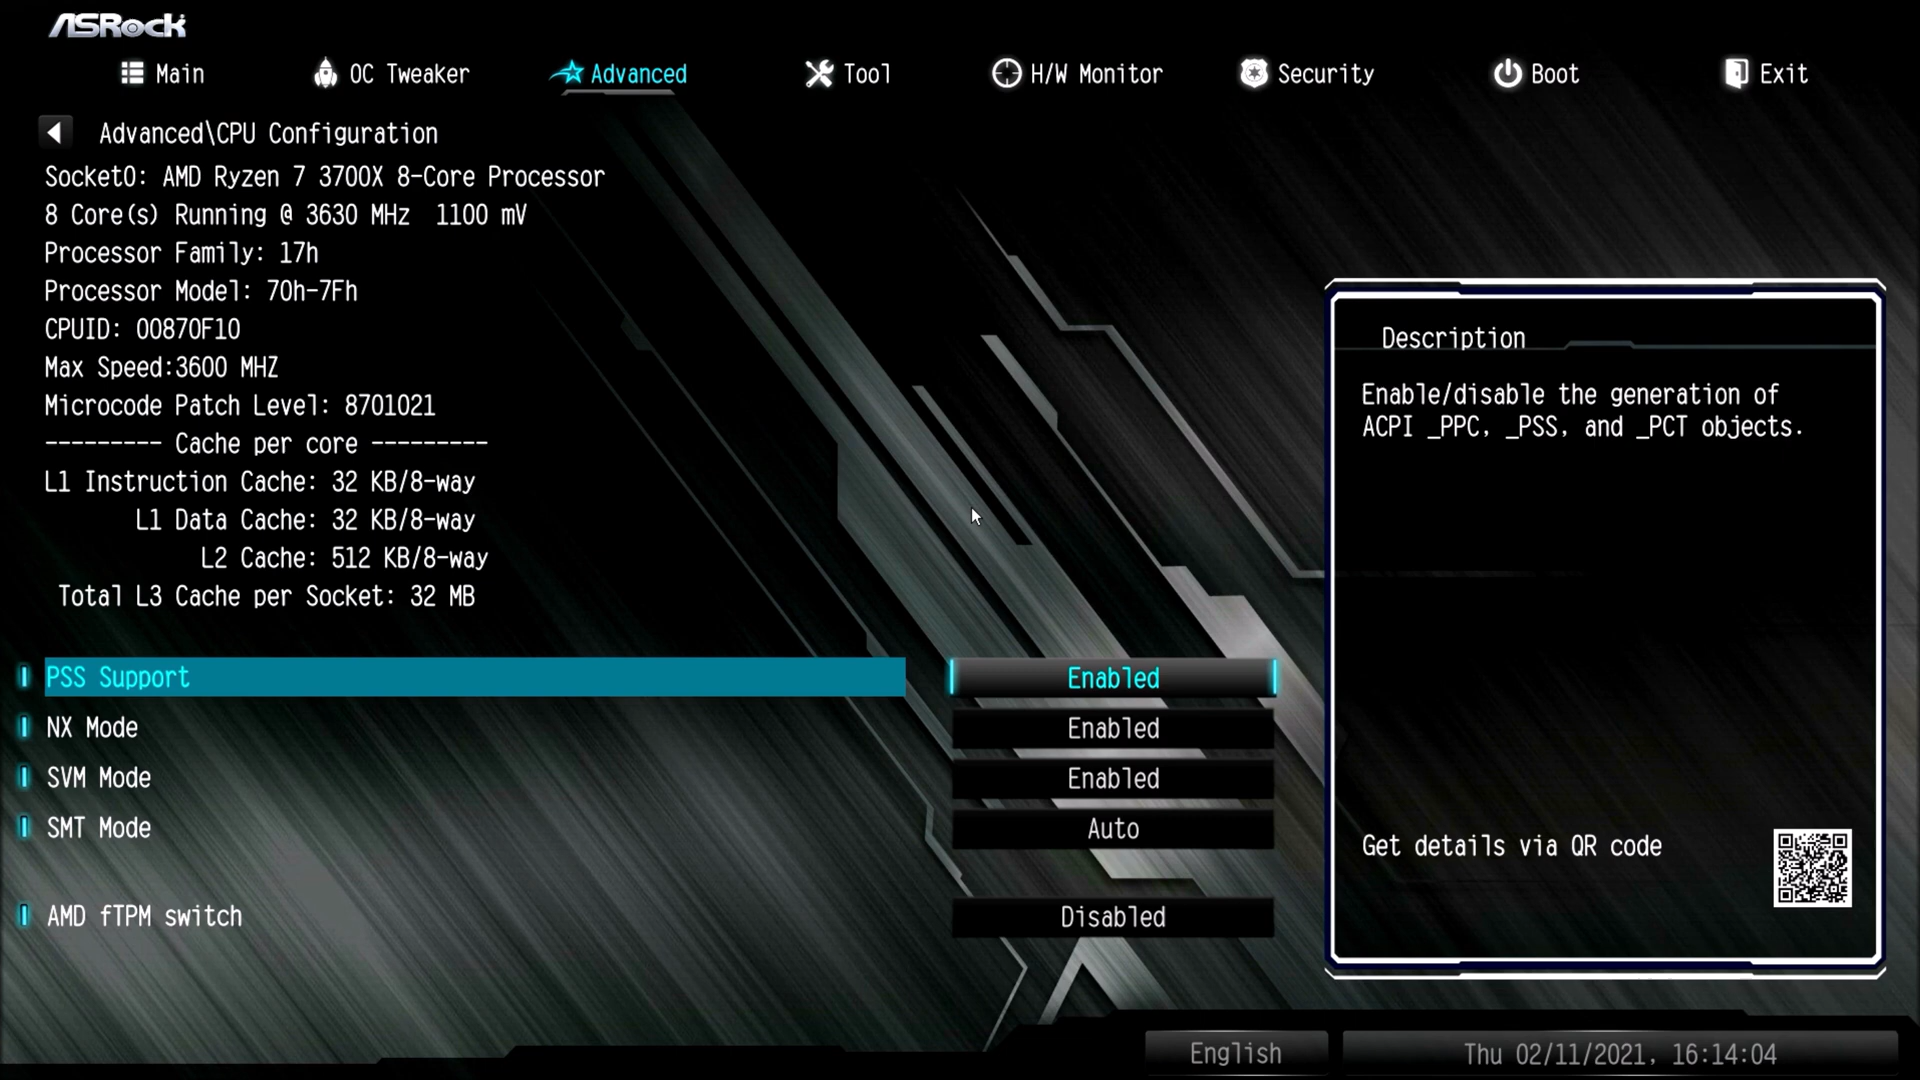 ASRock
Main OC Tweaker Advanced Tool H/W Monitor Security Boot Exit
Advanced\CPU Configuration
Socket0: AMD Ryzen 7 3700X 8-Core Processor
8 Core(s) Running @ 3630 MHz 1100 mV
Processor Family: 17h
Processor Model: 70h-7Fh
CPUID: 00870F10
Max Speed:3600 MHZ
Microcode Patch Level: 8701021
--------- Cache per core ---------
L1 Instruction Cache: 32 KB/8-way
L1 Data Cache: 32 KB/8-way
L2 Cache: 512 KB/8-way
Total L3 Cache per Socket: 32 MB
PSS Support Enabled
NX Mode Enabled
SVM Mode Enabled
SMT Mode Auto
AMD fTPM switch Disabled
Description
Enable/disable the generation of
ACPI _PPC, _PSS, and _PCT objects.
Get details via QR code
English Thu 02/11/2021, 16:14:04